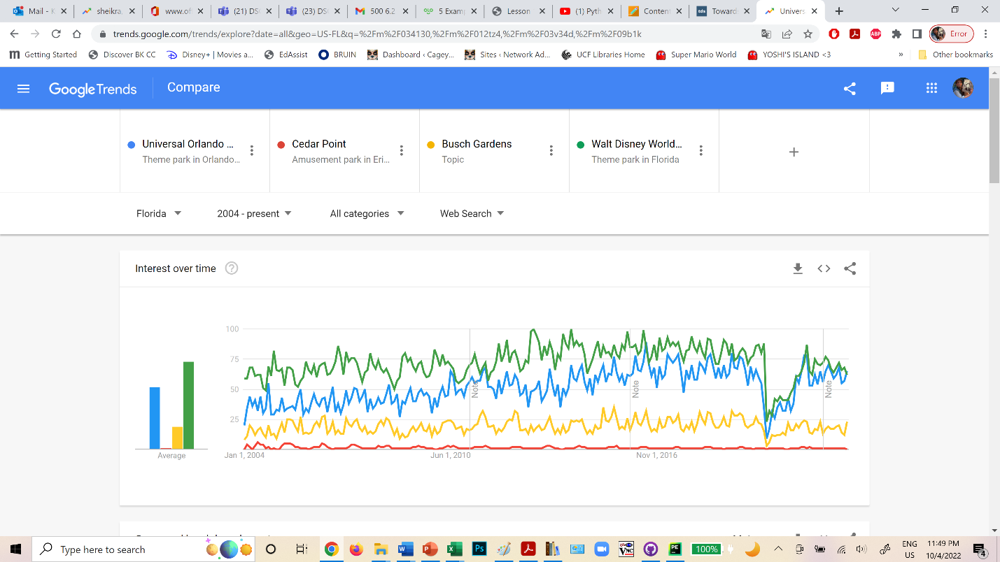 Mail - K
sheikra.
www.of
(21) DS
(23) DS
500 6.2
5 Examp
Lesson
(1) Pyth
Conten
Toward
Univers
trends.google.com/trends/explore?date=all&geo=US-FL&q=%2Fm%2F034130,%2Fm%2F012tz4,%2Fm%2F03v34d,%2Fm%2F09b1k
ABP
Error
Getting Started
Discover BK CC
Disney+ | Movies a...
EdAssist
BRUIN
Dashboard ‹ Cagey...
Sites ‹ Network Ad...
UCF Libraries Home
Super Mario World
YOSHI'S ISLAND <3
»
Other bookmarks
Google Trends
Compare
Universal Orlando ...
Theme park in Orlando...
Cedar Point
Amusement park in Eri...
Busch Gardens
Topic
Walt Disney World...
Theme park in Florida
+
Florida
2004 - present
All categories
Web Search
Interest over time
100
75
50
25
Note
Note
Note
Average
Jan 1, 2004
Jun 1, 2010
Nov 1, 2016
Type here to search
100%
ENG
US
11:49 PM
10/4/2022
4